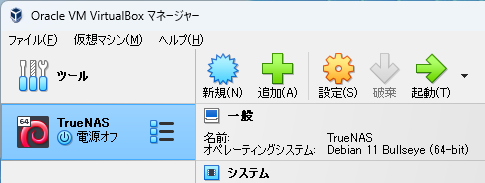 Oracle VM VirtualBox マネージャー
ファイル(F) 仮想マシン(M) ヘルプ(H)
ツール
新規(N) 追加(A) 設定(S) 破棄 起動(T)
64
TrueNAS
電源オフ
一般
名前: TrueNAS
オペレーティングシステム: Debian 11 Bullseye (64-bit)
システム